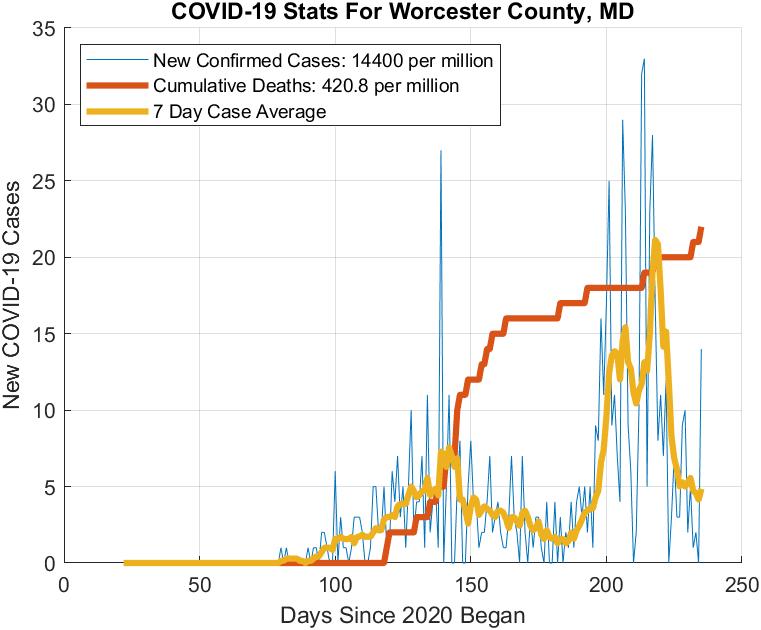 COVID-19 Stats For Worcester County, MD
New Confirmed Cases: 14400 per million
Cumulative Deaths: 420.8 per million
7 Day Case Average
New COVID-19 Cases
35
30
25
20
15
10
5
0
0 50 100 150 200 250
Days Since 2020 Began